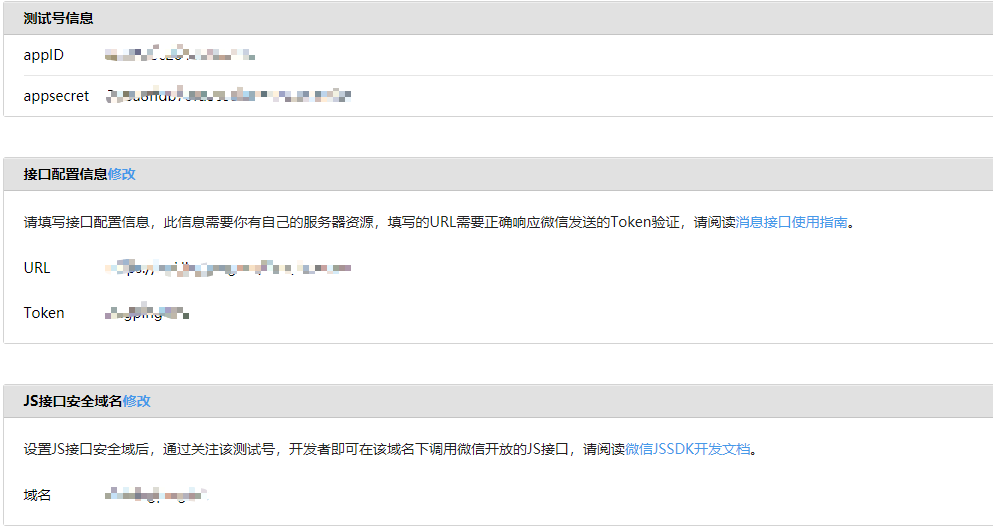 测试号信息
appID
appsecret
接口配置信息修改
请填写接口配置信息，此信息需要你有自己的服务器资源，填写的URL需要正确响应微信发送的Token验证，请阅读消息接口使用指南。
URL
Token
JS接口安全域名修改
设置JS接口安全域后，通过关注该测试号，开发者即可在该域名下调用微信开放的JS接口，请阅读微信JSSDK开发文档。
域名